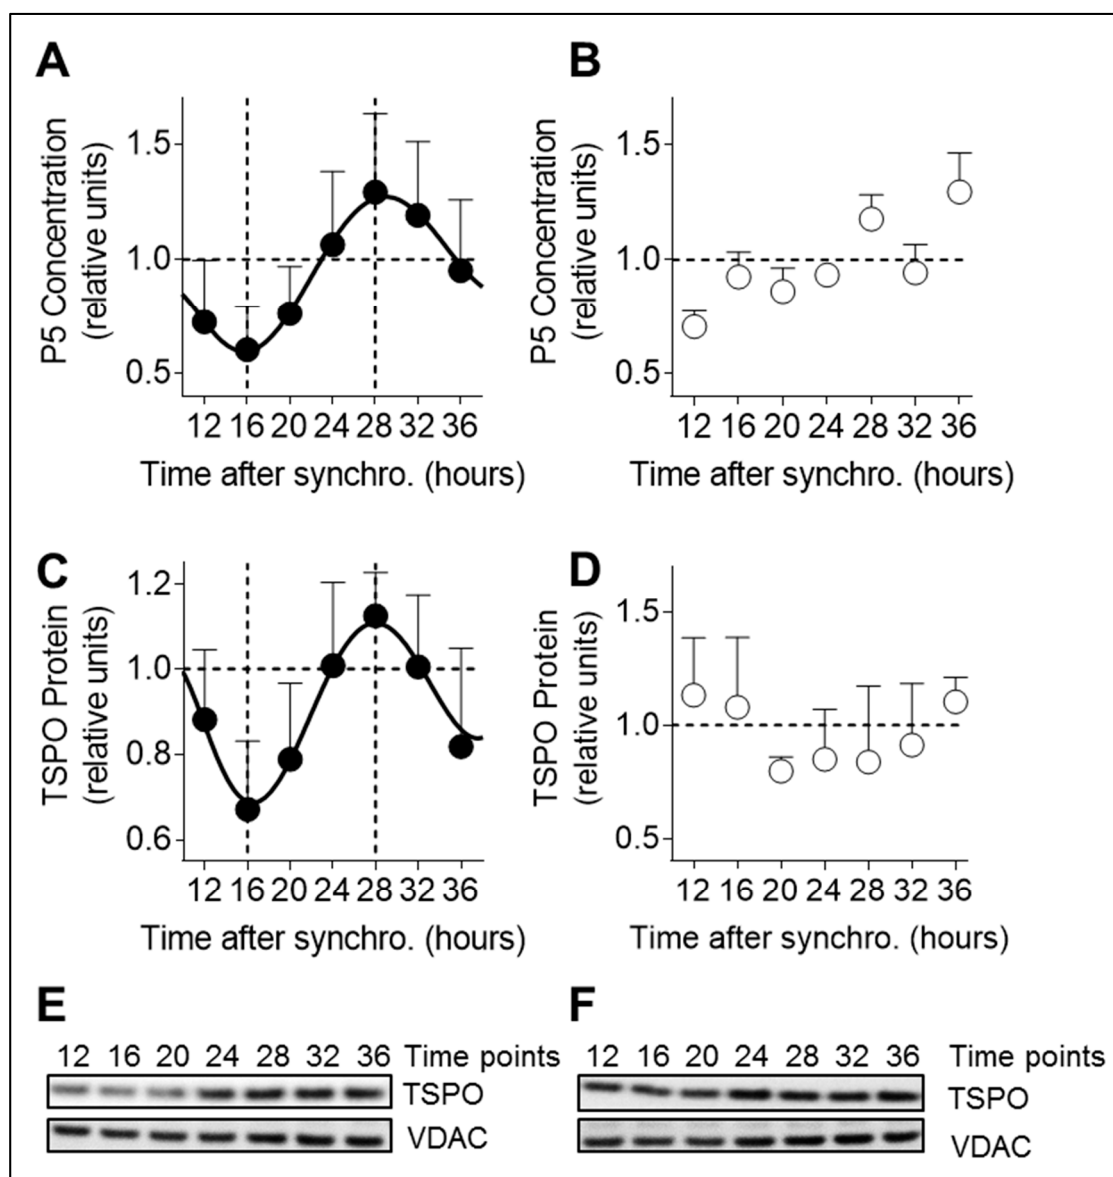 A
P5 Concentration
(relative units)
1.5
1.0
0.5
12 16 20 24 28 32 36
Time after synchro. (hours)
B
P5 Concentration
(relative units)
1.5
1.0
0.5
12 16 20 24 28 32 36
Time after synchro. (hours)
C
TSPO Protein
(relative units)
1.2
1.0
0.8
0.6
12 16 20 24 28 32 36
Time after synchro. (hours)
D
TSPO Protein
(relative units)
1.5
1.0
0.5
12 16 20 24 28 32 36
Time after synchro. (hours)
E
12 16 20 24 28 32 36 Time points
TSPO
VDAC
F
12 16 20 24 28 32 36 Time points
TSPO
VDAC